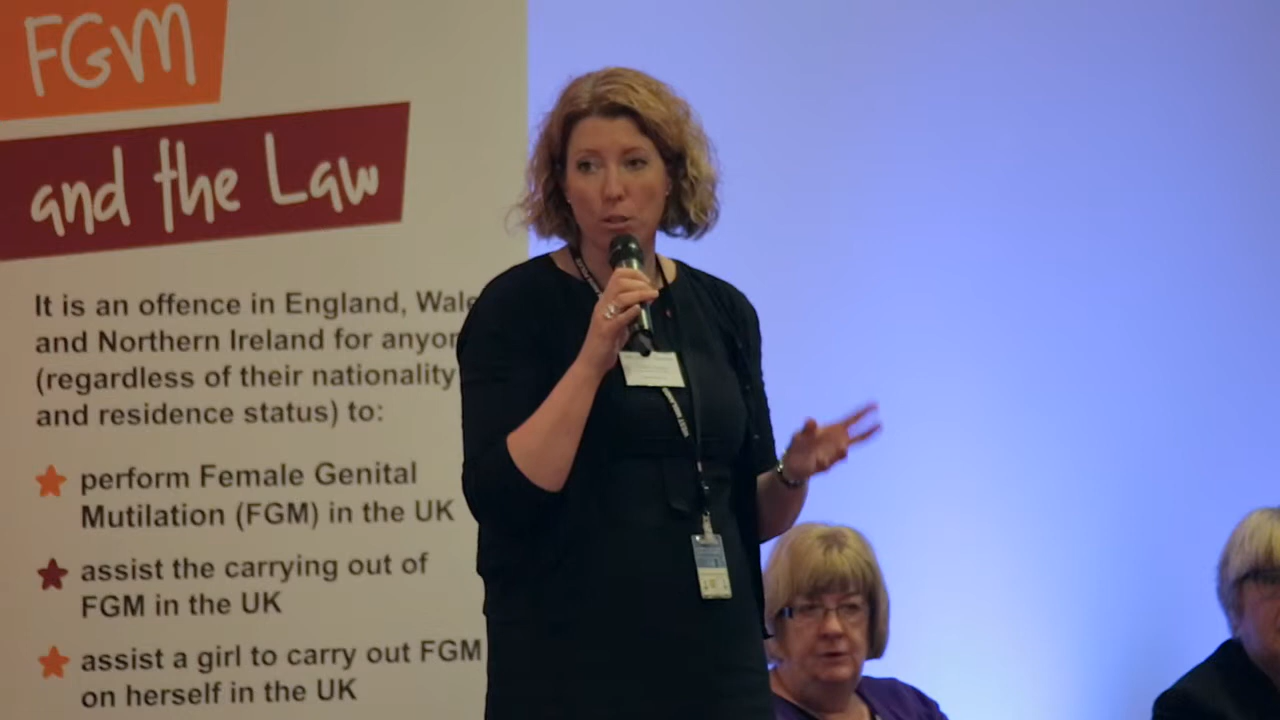 FGM
and the Law
It is an offence in England, Wale
and Northern Ireland for anyon
(regardless of their nationality
and residence status) to:
perform Female Genital
Mutilation (FGM) in the UK
assist the carrying out of
FGM in the UK
assist a girl to carry out FGM
on herself in the UK